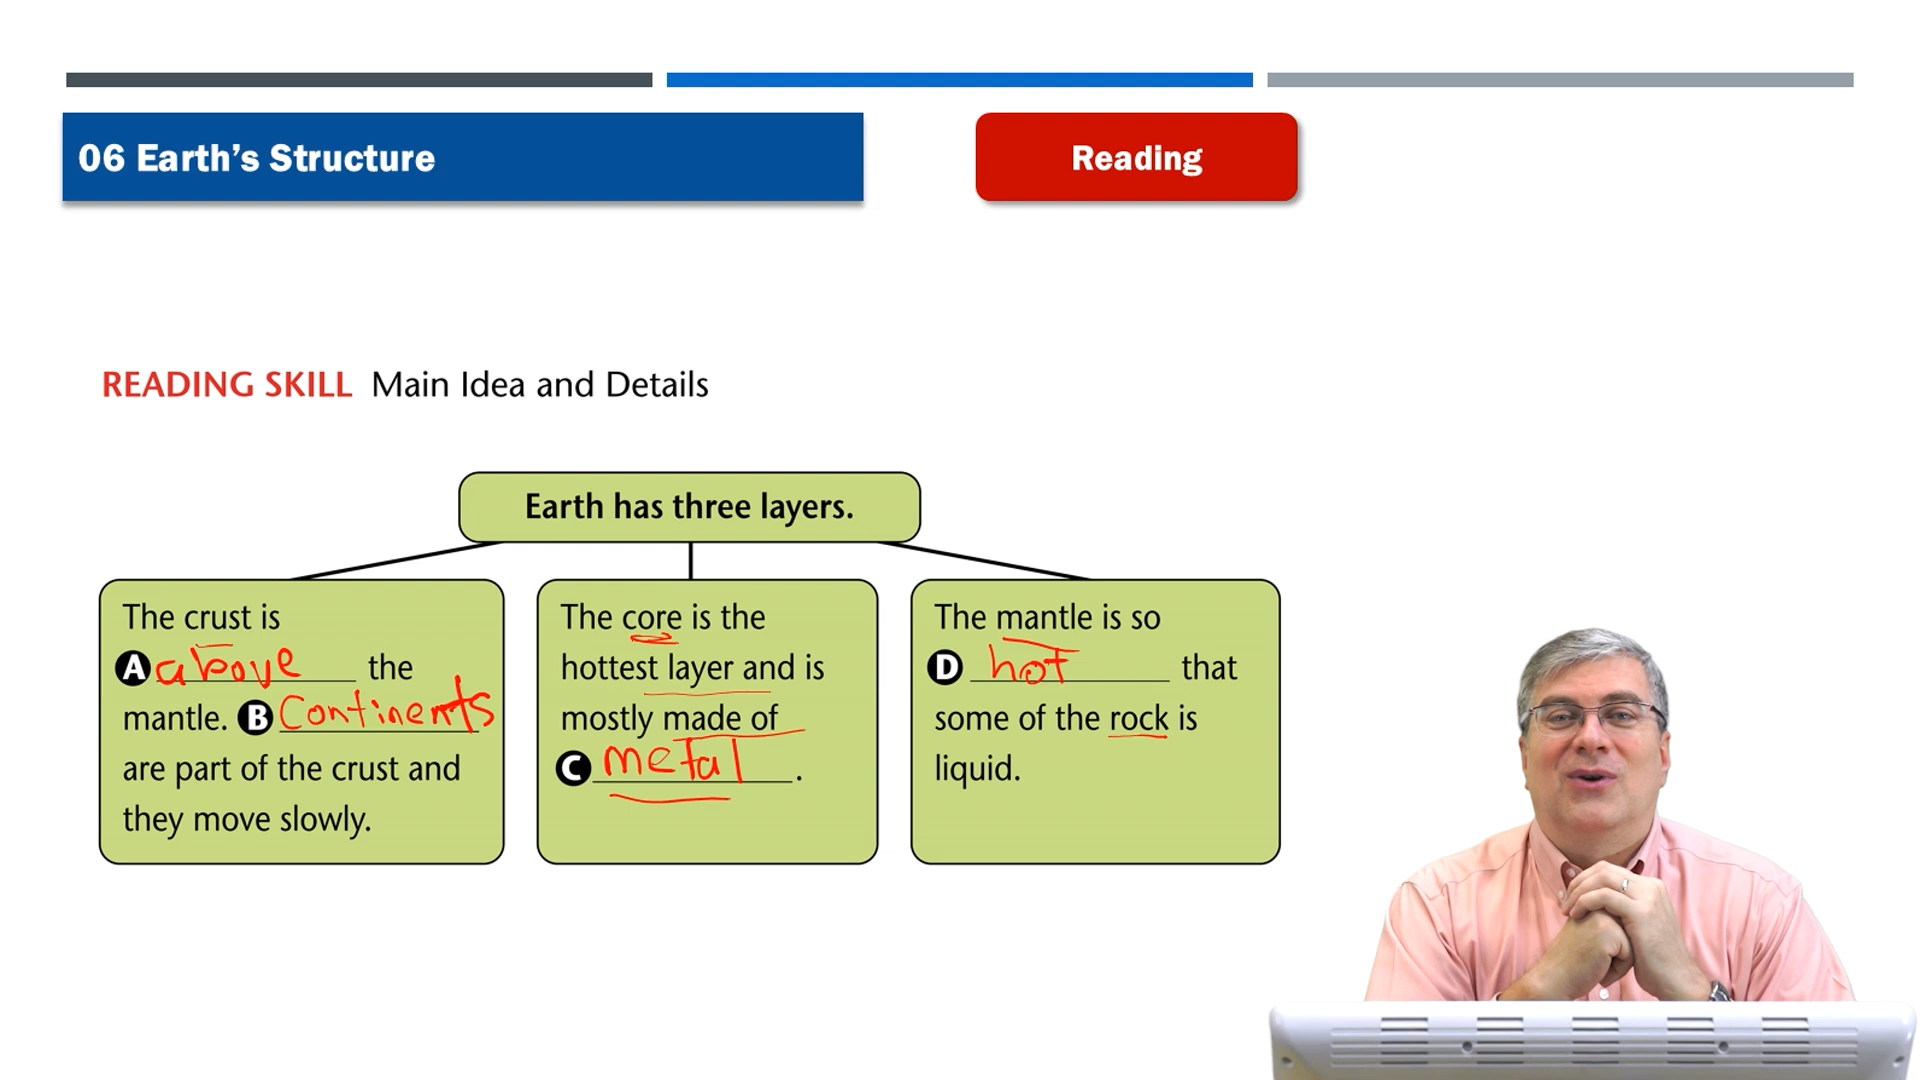 06 Earth's Structure
Reading
READING SKILL Main Idea and Details
Earth has three layers.
The crust is
A above the
mantle. B Continents
are part of the crust and
they move slowly.
The core is the
hottest layer and is
mostly made of
C metal.
The mantle is so
D hot that
some of the rock is
liquid.